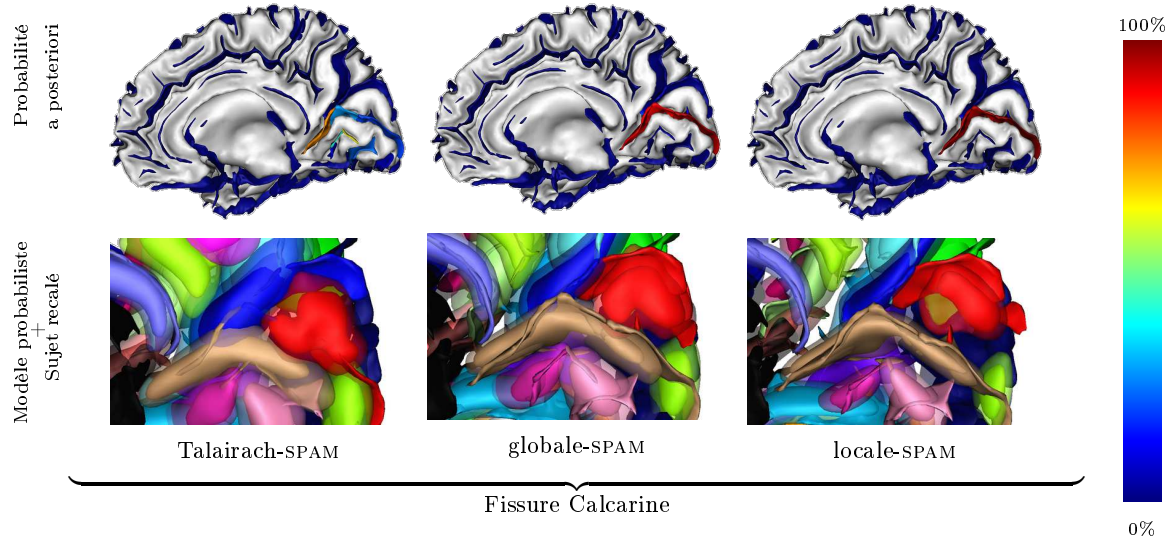 Probabilité
a posteriori
100%
Modèle probabiliste
+
Sujet recalé
Talairach-SPAM
globale-SPAM
locale-SPAM
Fissure Calcarine
0%